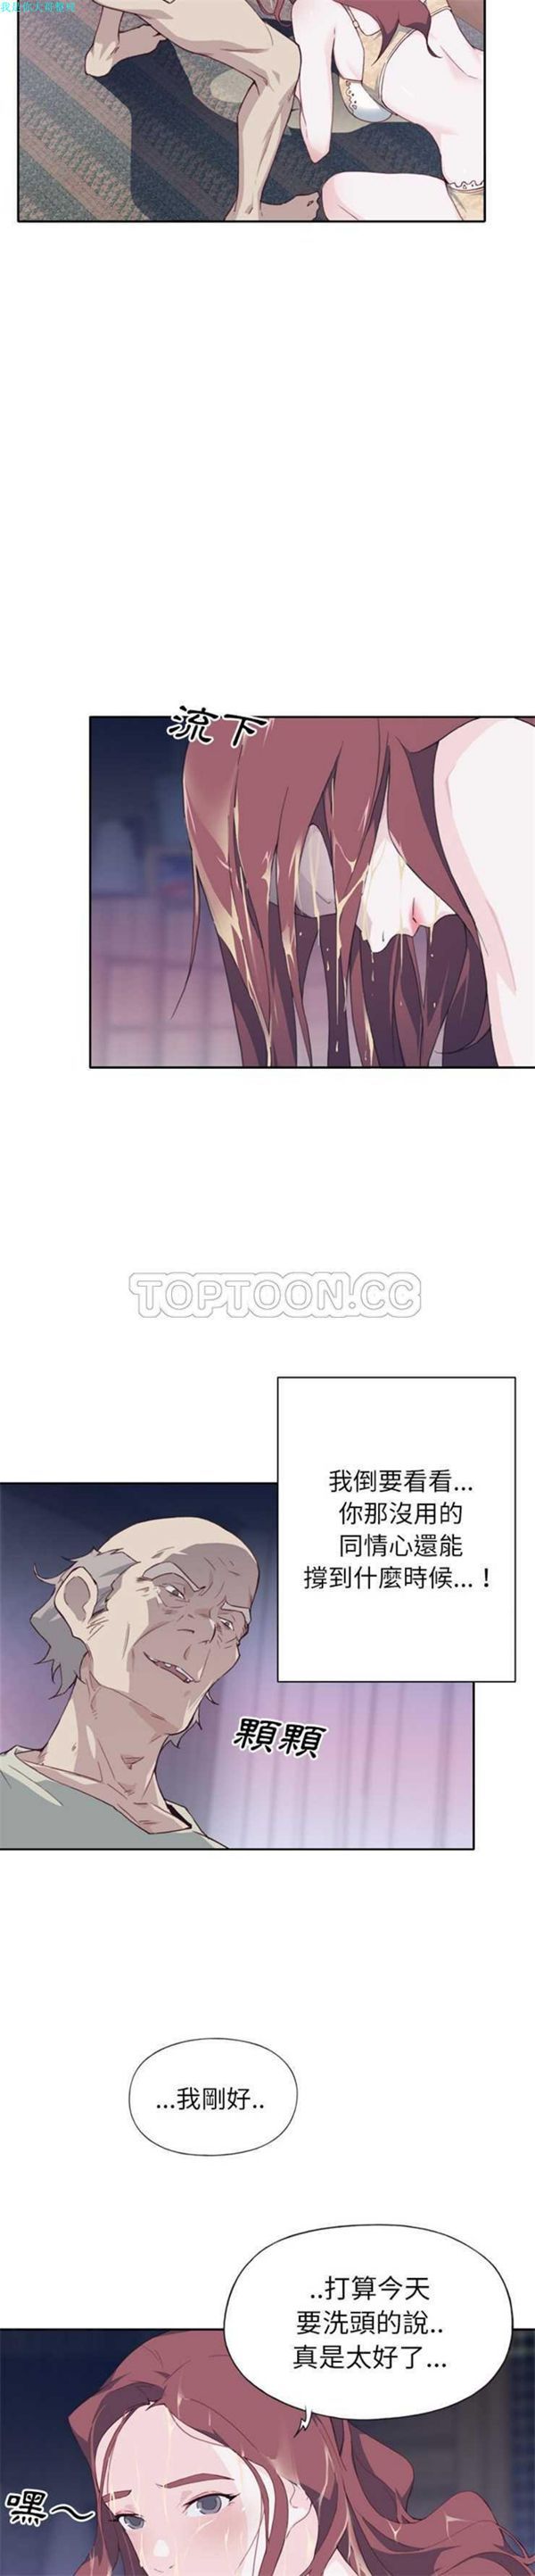 流下
TOPTOON.CC
我倒要看看...
你那沒用的
同情心還能
撐到什麼時候...！
顆顆
...我剛好..
..打算今天
要洗頭的說..
真是太好了...
嘿～